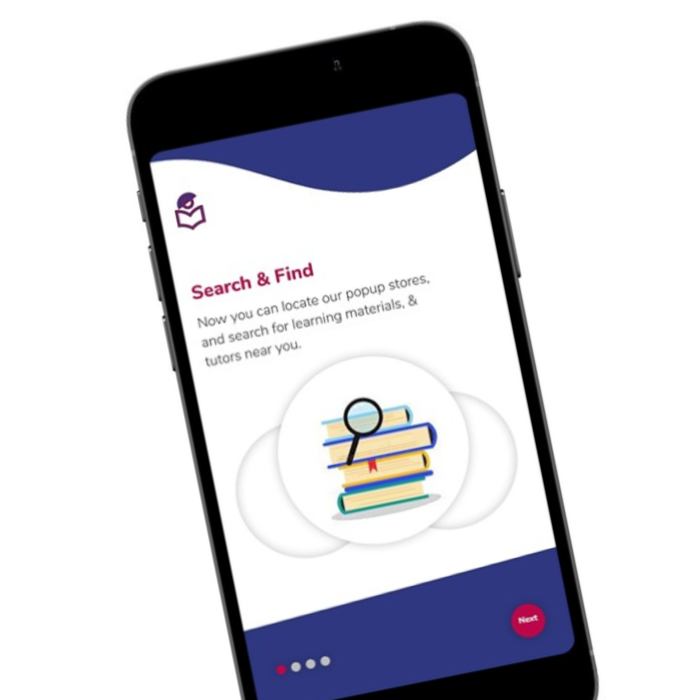 Search & Find
Now you can locate our popup stores,
and search for learning materials, &
tutors near you.
Next